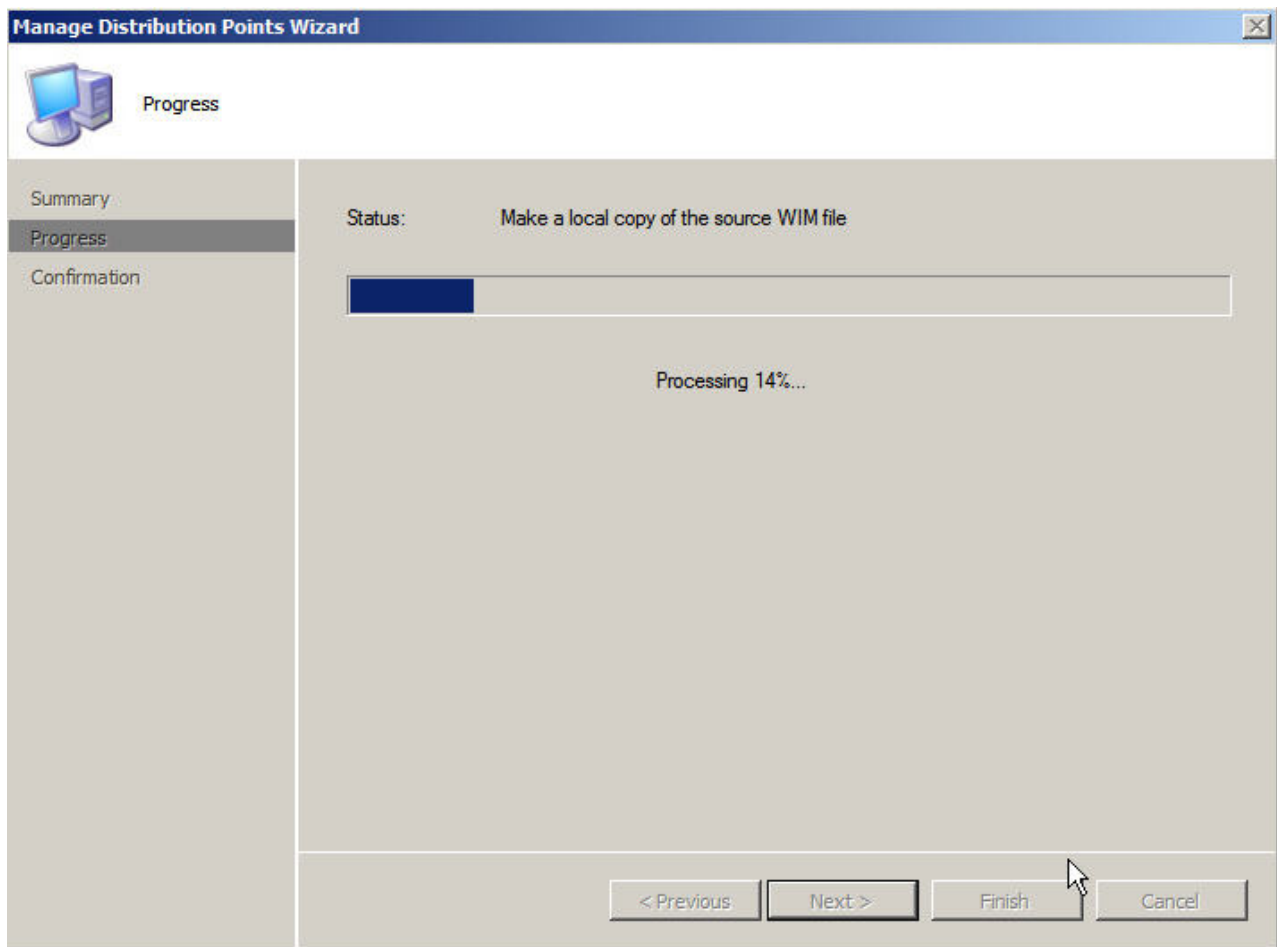 Manage Distribution Points Wizard
Progress
Summary
Progress
Confirmation
Status: Make a local copy of the source WIM file
Processing 14%...
< Previous Next > Finish Cancel